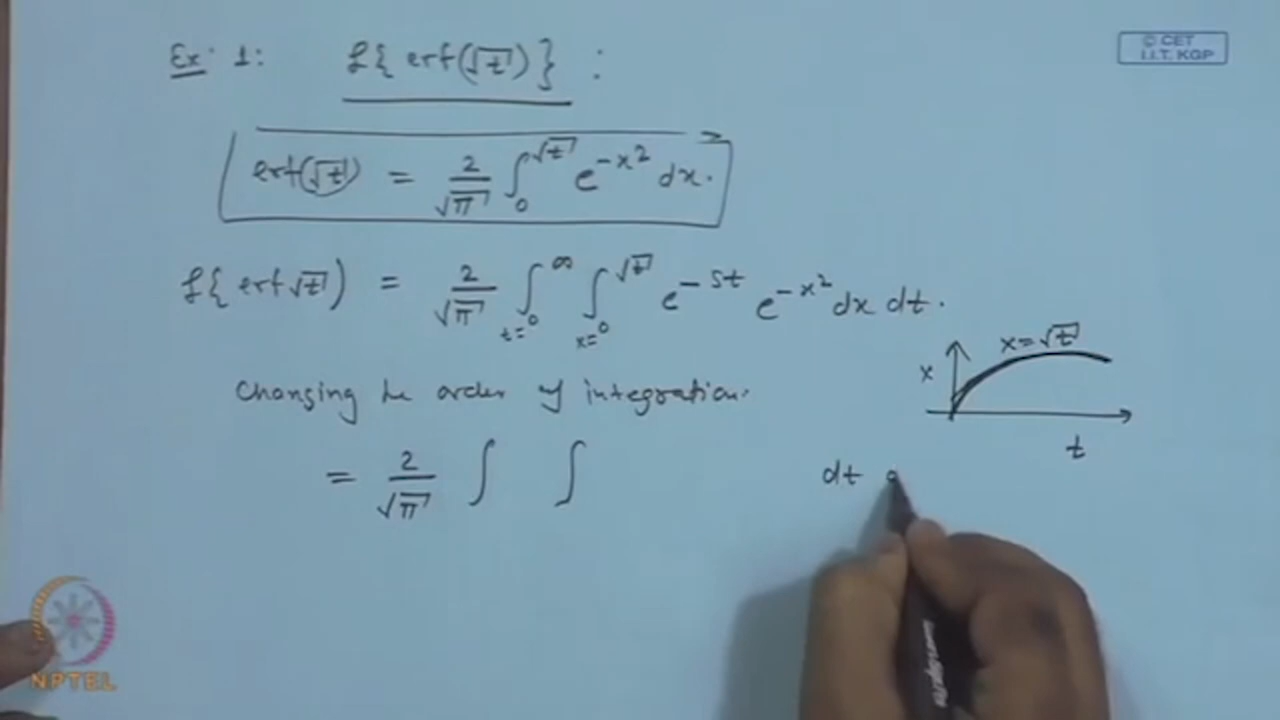 Ex: 1: £{ erf(√t) } :
© CET
I.I.T. KGP
erf(√t) = 2/√π ∫₀^√t e^-x² dx.
£{ erf √t ) = 2/√π ∫_{t=0}^∞ ∫_{x=0}^√t e^-st e^-x² dx dt.
x = √t
x
t
Changing the order of integration.
= 2/√π ∫ ∫ dt
NPTEL